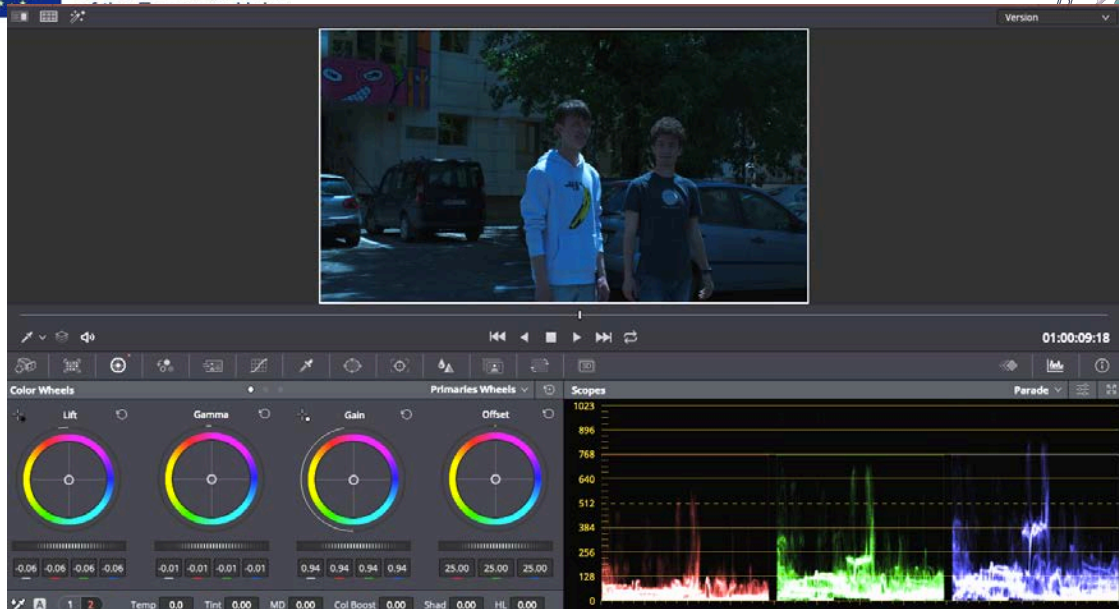 Version
01:00:09:18
Color Wheels
Primaries Wheels
Scopes
Parade
Lift
Gamma
Gain
Offset
1023
896
768
640
512
384
256
128
0
-0.06 -0.06 -0.06 -0.06
-0.01 -0.01 -0.01 -0.01
0.94 0.94 0.94 0.94
25.00 25.00 25.00
A 1 2 Temp 0.0 Tint 0.00 MD 0.00 Col Boost 0.00 Shad 0.00 HL 0.00